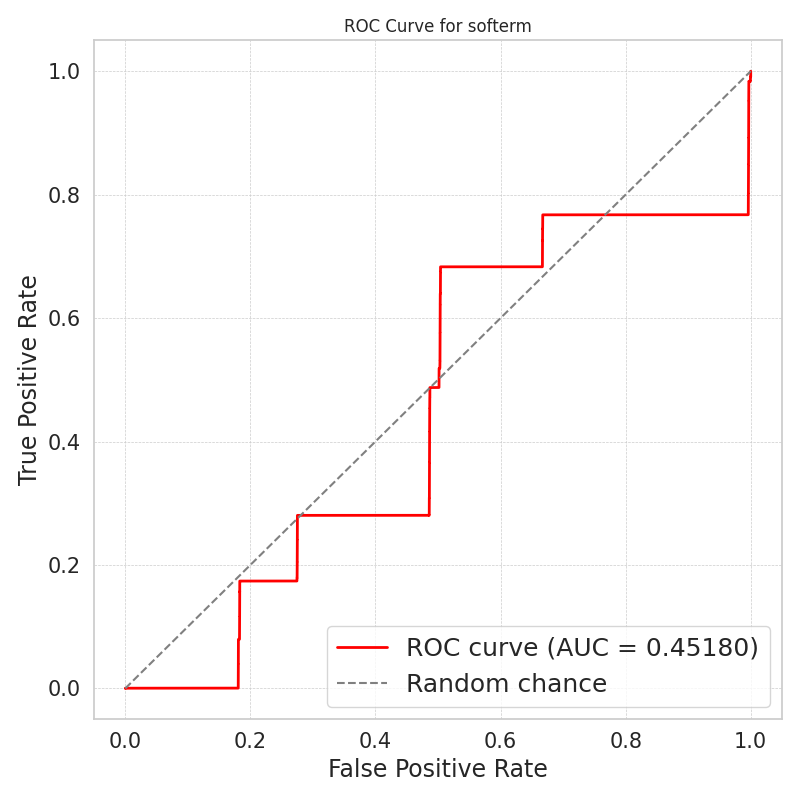 ROC Curve for softerm
1.0
0.8
0.6
0.4
0.2
0.0
True Positive Rate
ROC curve (AUC = 0.45180)
Random chance
0.0 0.2 0.4 0.6 0.8 1.0
False Positive Rate